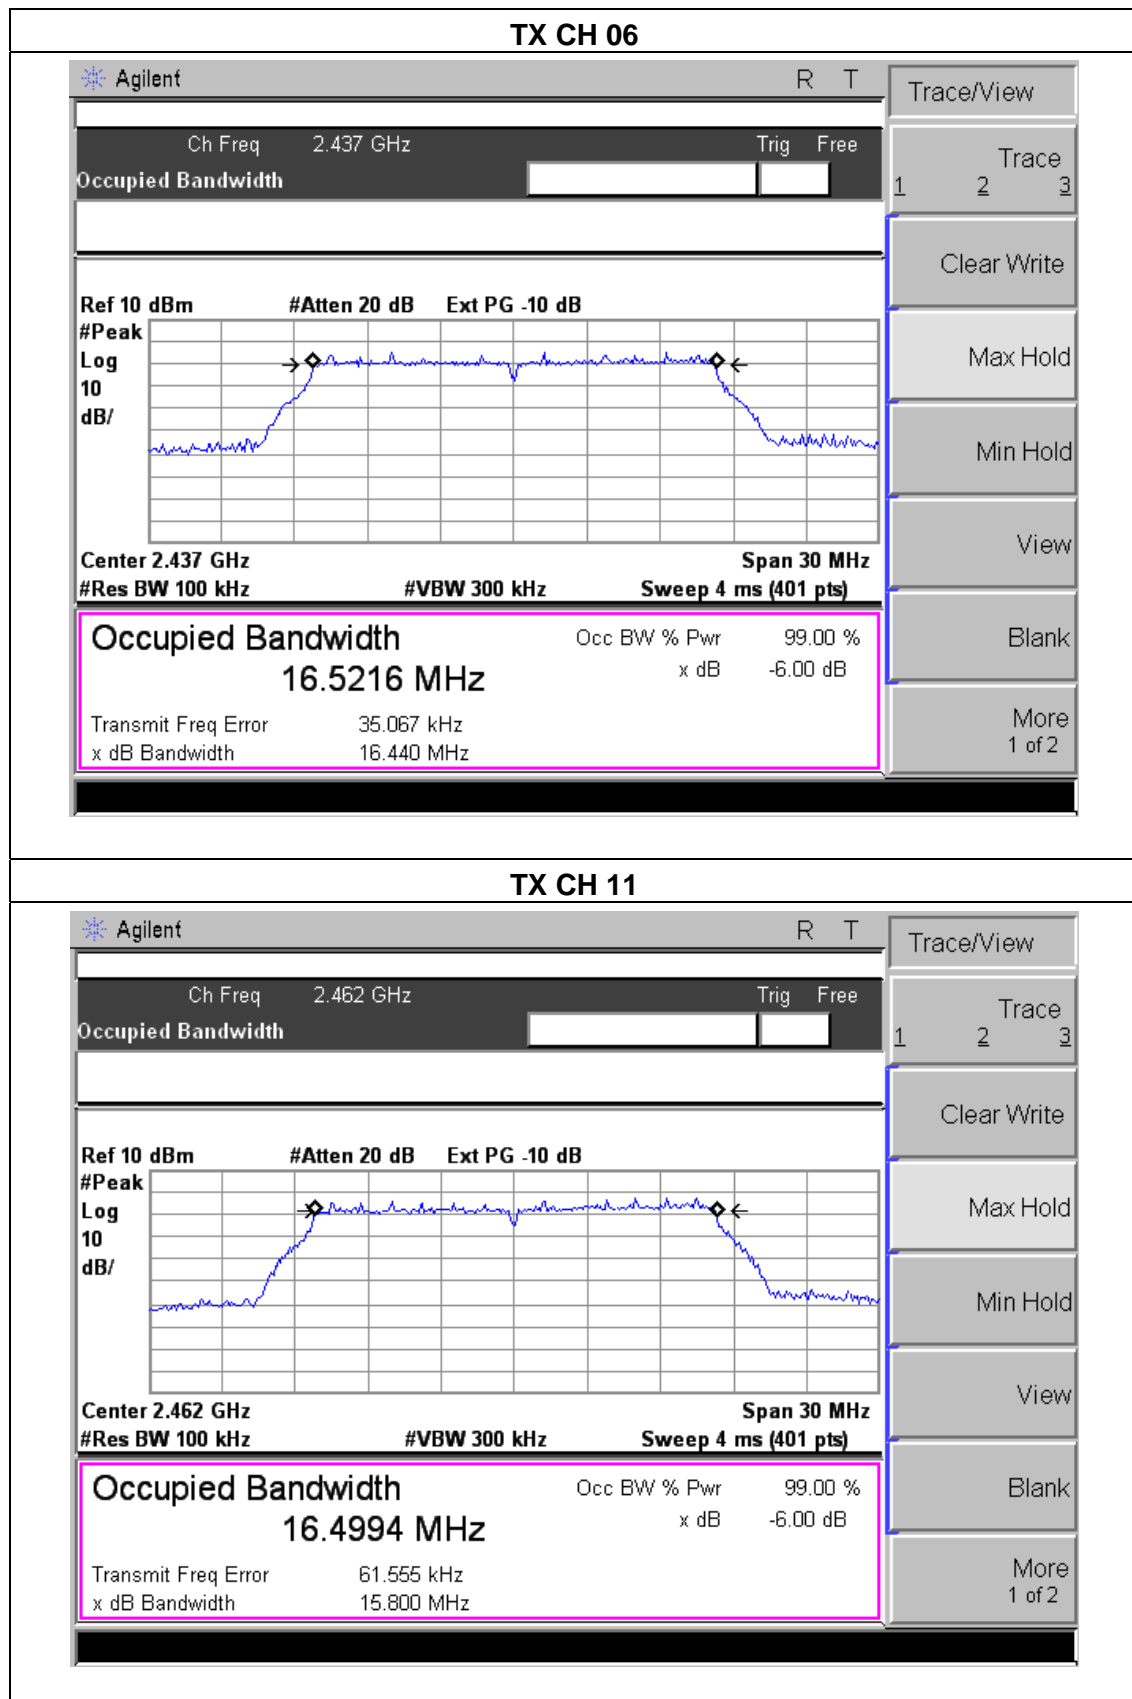 TX CH 06
Agilent R T
Trace/View
Ch Freq 2.437 GHz Trig Free
Occupied Bandwidth
Trace
1 2 3
Clear Write
Ref 10 dBm #Atten 20 dB Ext PG -10 dB
#Peak
Log
10
dB/
Max Hold
Min Hold
View
Center 2.437 GHz Span 30 MHz
#Res BW 100 kHz #VBW 300 kHz Sweep 4 ms (401 pts)
Occupied Bandwidth Occ BW % Pwr 99.00 %
16.5216 MHz x dB -6.00 dB
Blank
Transmit Freq Error 35.067 kHz
x dB Bandwidth 16.440 MHz
More
1 of 2
TX CH 11
Agilent R T
Trace/View
Ch Freq 2.462 GHz Trig Free
Occupied Bandwidth
Trace
1 2 3
Clear Write
Ref 10 dBm #Atten 20 dB Ext PG -10 dB
#Peak
Log
10
dB/
Max Hold
Min Hold
View
Center 2.462 GHz Span 30 MHz
#Res BW 100 kHz #VBW 300 kHz Sweep 4 ms (401 pts)
Occupied Bandwidth Occ BW % Pwr 99.00 %
16.4994 MHz x dB -6.00 dB
Blank
Transmit Freq Error 61.555 kHz
x dB Bandwidth 15.800 MHz
More
1 of 2